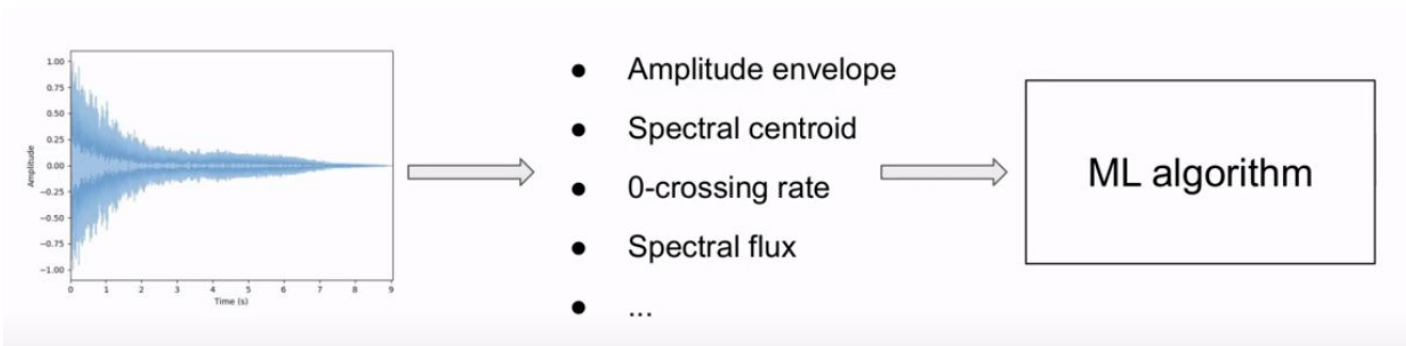 1.00
0.75
0.50
0.25
0.00
−0.25
−0.50
−0.75
−1.00
Amplitude
0 1 2 3 4 5 6 7 8 9
Time (s)
● Amplitude envelope
● Spectral centroid
● 0-crossing rate
● Spectral flux
● ...
ML algorithm